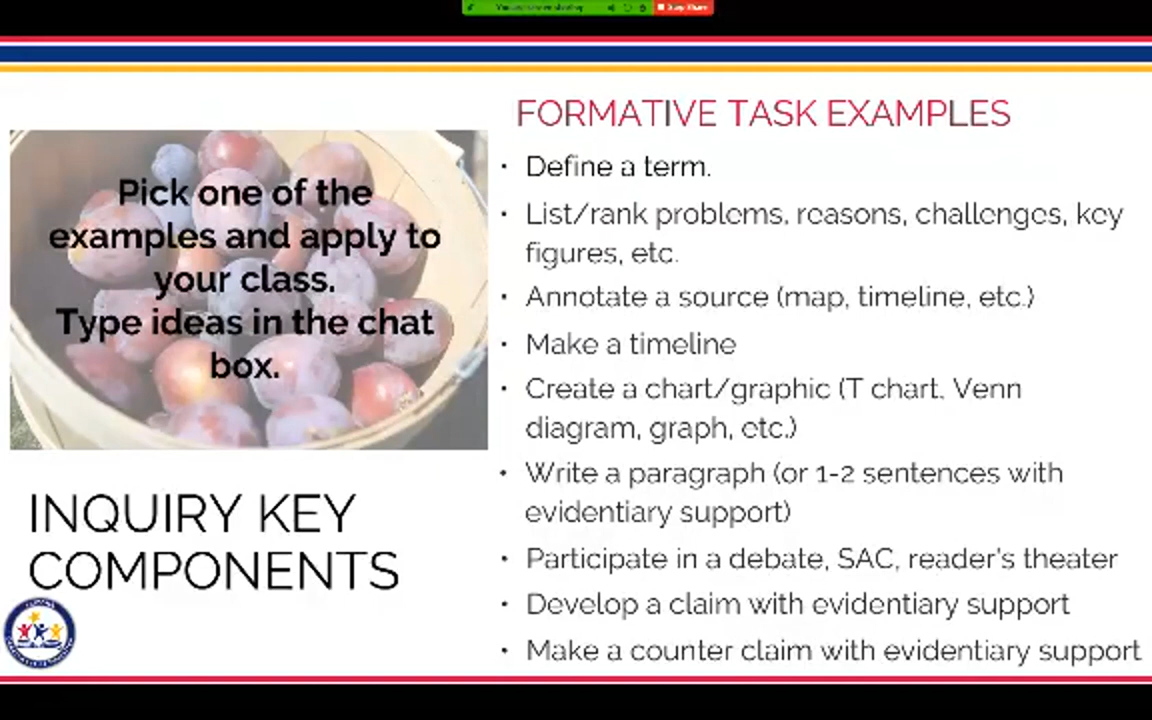 Stop Share
FORMATIVE TASK EXAMPLES
• Define a term.
• List/rank problems, reasons, challenges, key
figures, etc.
• Annotate a source (map, timeline, etc.)
• Make a timeline
• Create a chart/graphic (T chart, Venn
diagram, graph, etc.)
• Write a paragraph (or 1-2 sentences with
evidentiary support)
• Participate in a debate, SAC, reader's theater
• Develop a claim with evidentiary support
• Make a counter claim with evidentiary support
Pick one of the
examples and apply to
your class.
Type ideas in the chat
box.
INQUIRY KEY
COMPONENTS